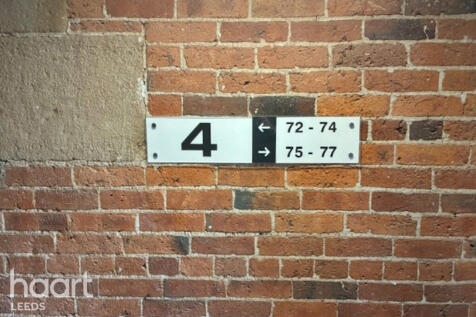 4 ← 72 - 74
→ 75 - 77
haart
LEEDS